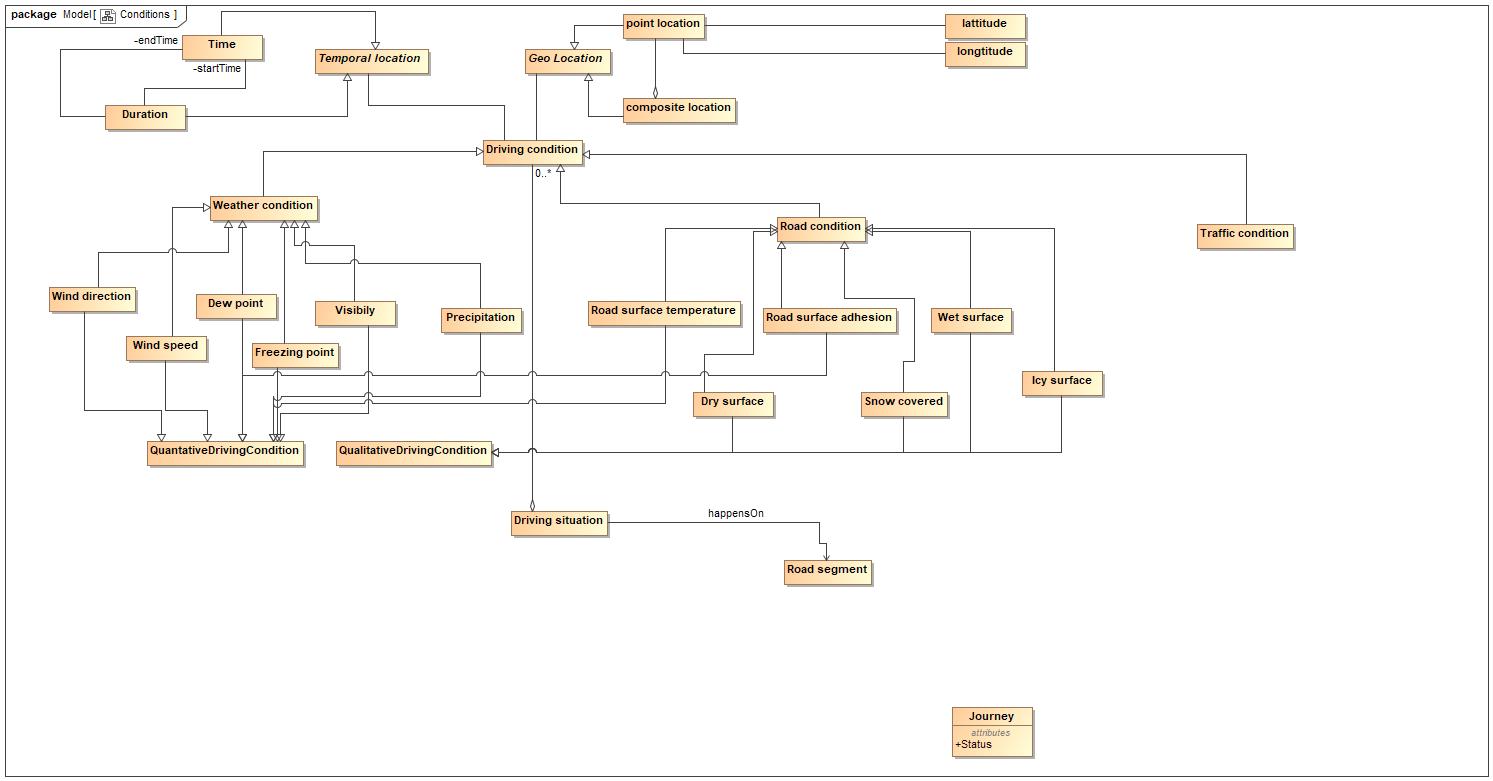 package Model[ Conditions ]
-endTime
Time
-startTime
Temporal location
Duration
point location
lattitude
longtitude
Geo Location
composite location
Driving condition
0..*
Weather condition
Road condition
Traffic condition
Wind direction
Dew point
Visibily
Precipitation
Road surface temperature
Road surface adhesion
Wet surface
Wind speed
Freezing point
Icy surface
Dry surface
Snow covered
QuantativeDrivingCondition
QualitativeDrivingCondition
Driving situation
happensOn
Road segment
Journey
attributes
+Status